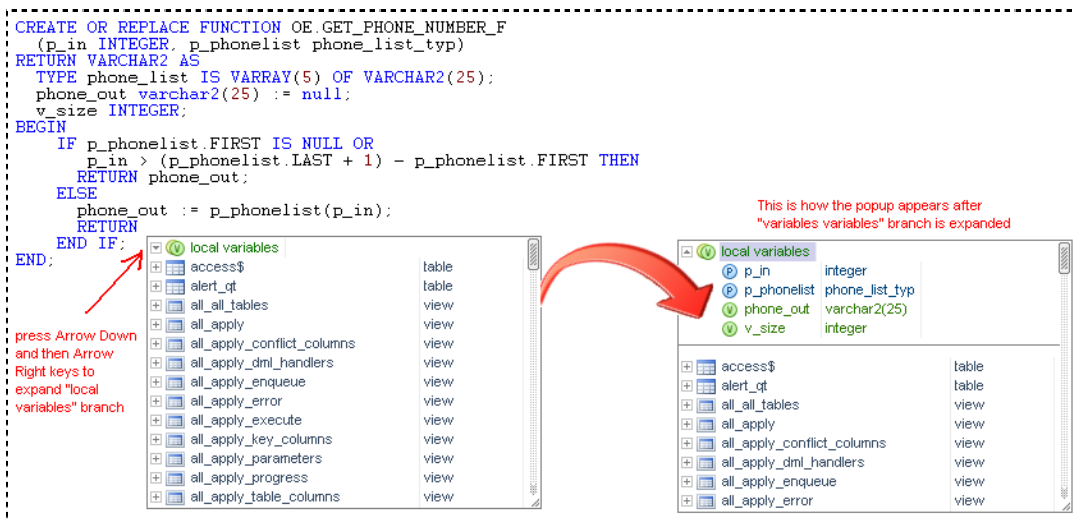 CREATE OR REPLACE FUNCTION OE.GET_PHONE_NUMBER_F
(p_in INTEGER, p_phonelist phone_list_typ)
RETURN VARCHAR2 AS
TYPE phone_list IS VARRAY(5) OF VARCHAR2(25);
phone_out varchar2(25) := null;
v_size INTEGER;
BEGIN
IF p_phonelist.FIRST IS NULL OR
p_in > (p_phonelist.LAST + 1) - p_phonelist.FIRST THEN
RETURN phone_out;
ELSE
phone_out := p_phonelist(p_in);
RETURN
END IF;
END;
press Arrow Down
and then Arrow
Right keys to
expand "local
variables" branch
local variables
access$ table
alert_qt table
all_all_tables view
all_apply view
all_apply_conflict_columns view
all_apply_dml_handlers view
all_apply_enqueue view
all_apply_error view
all_apply_execute view
all_apply_key_columns view
all_apply_parameters view
all_apply_progress view
all_apply_table_columns view
This is how the popup appears after
"variables variables" branch is expanded
local variables
P p_in integer
P p_phonelist phone_list_typ
V phone_out varchar2(25)
V v_size integer
access$ table
alert_qt table
all_all_tables view
all_apply view
all_apply_conflict_columns view
all_apply_dml_handlers view
all_apply_enqueue view
all_apply_error view